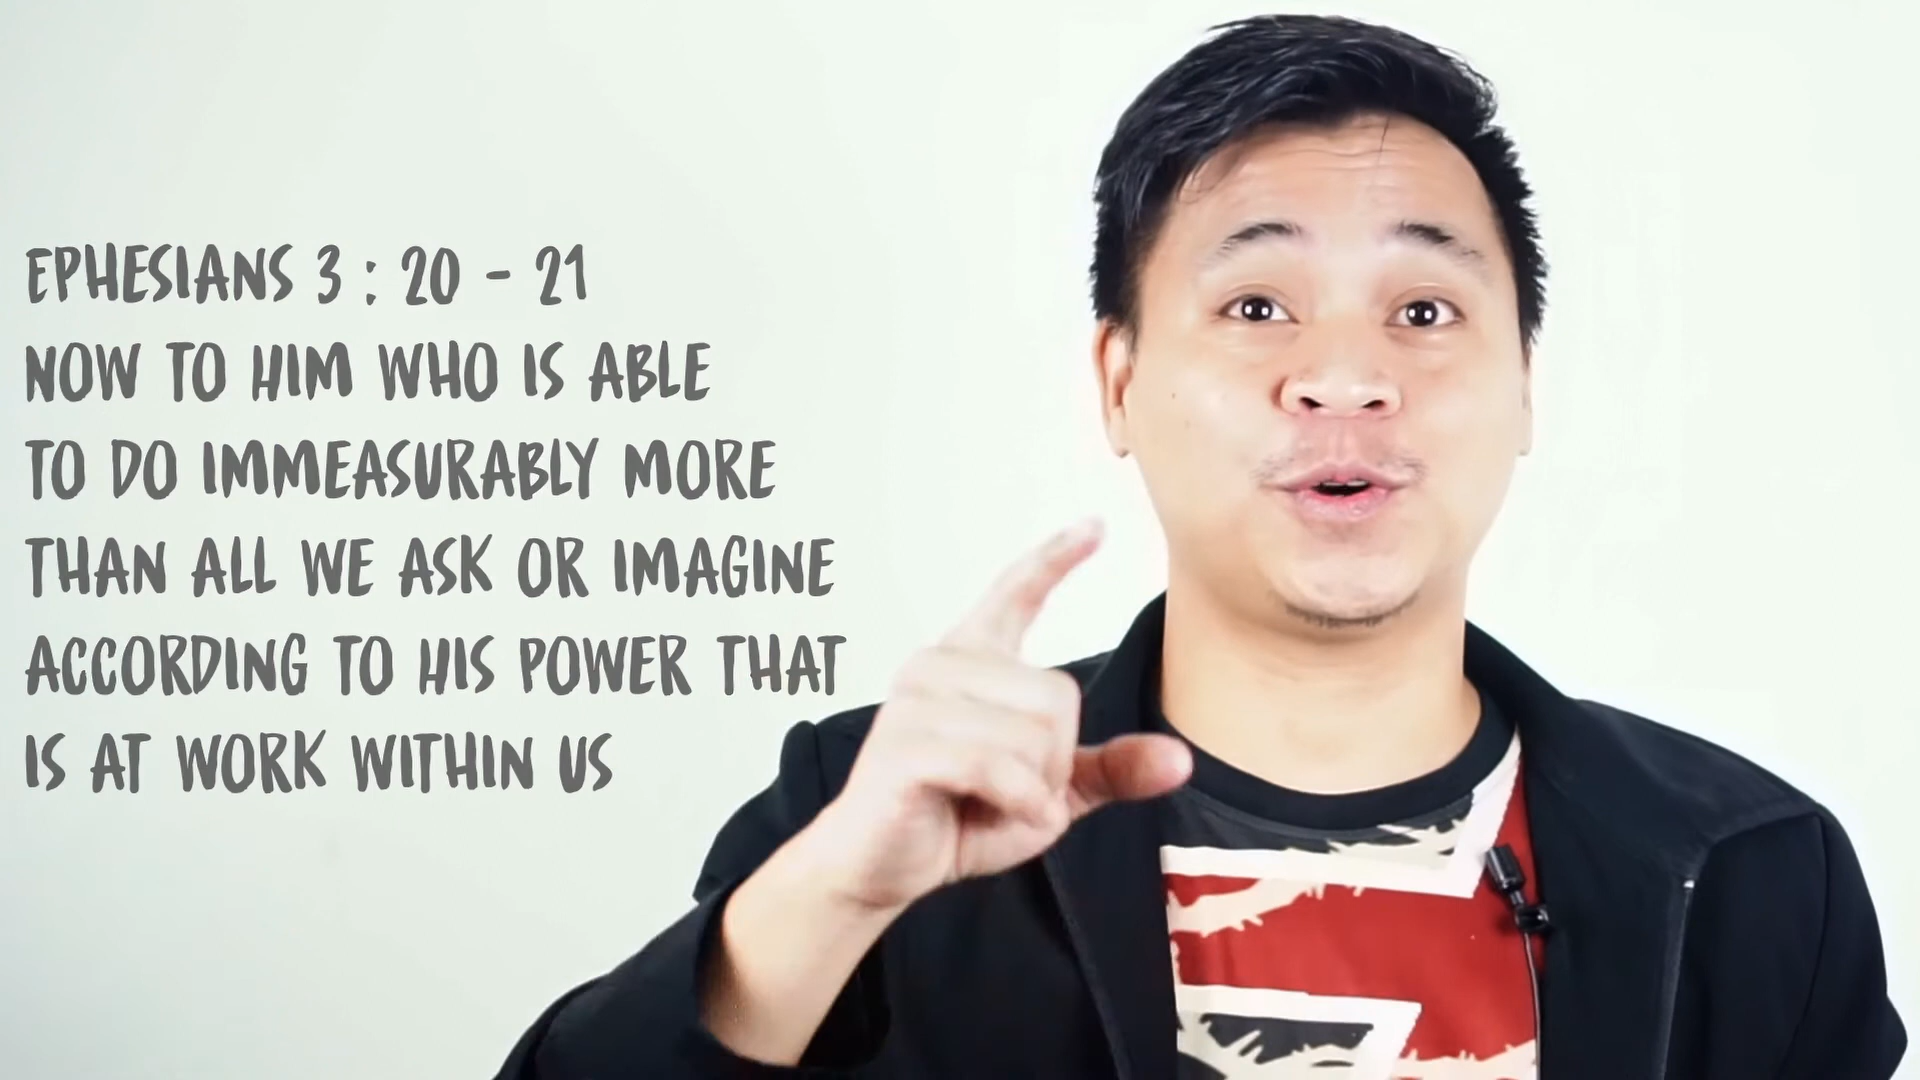 EPHESIANS 3 : 20 - 21
NOW TO HIM WHO IS ABLE
TO DO IMMEASURABLY MORE
THAN ALL WE ASK OR IMAGINE
ACCORDING TO HIS POWER THAT
IS AT WORK WITHIN US